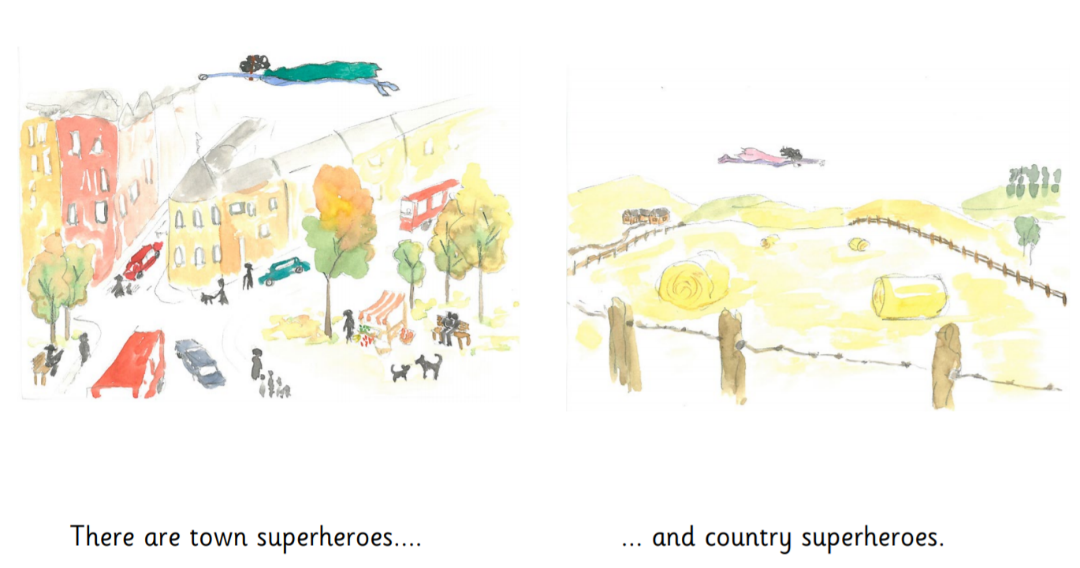 There are town superheroes....
... and country superheroes.